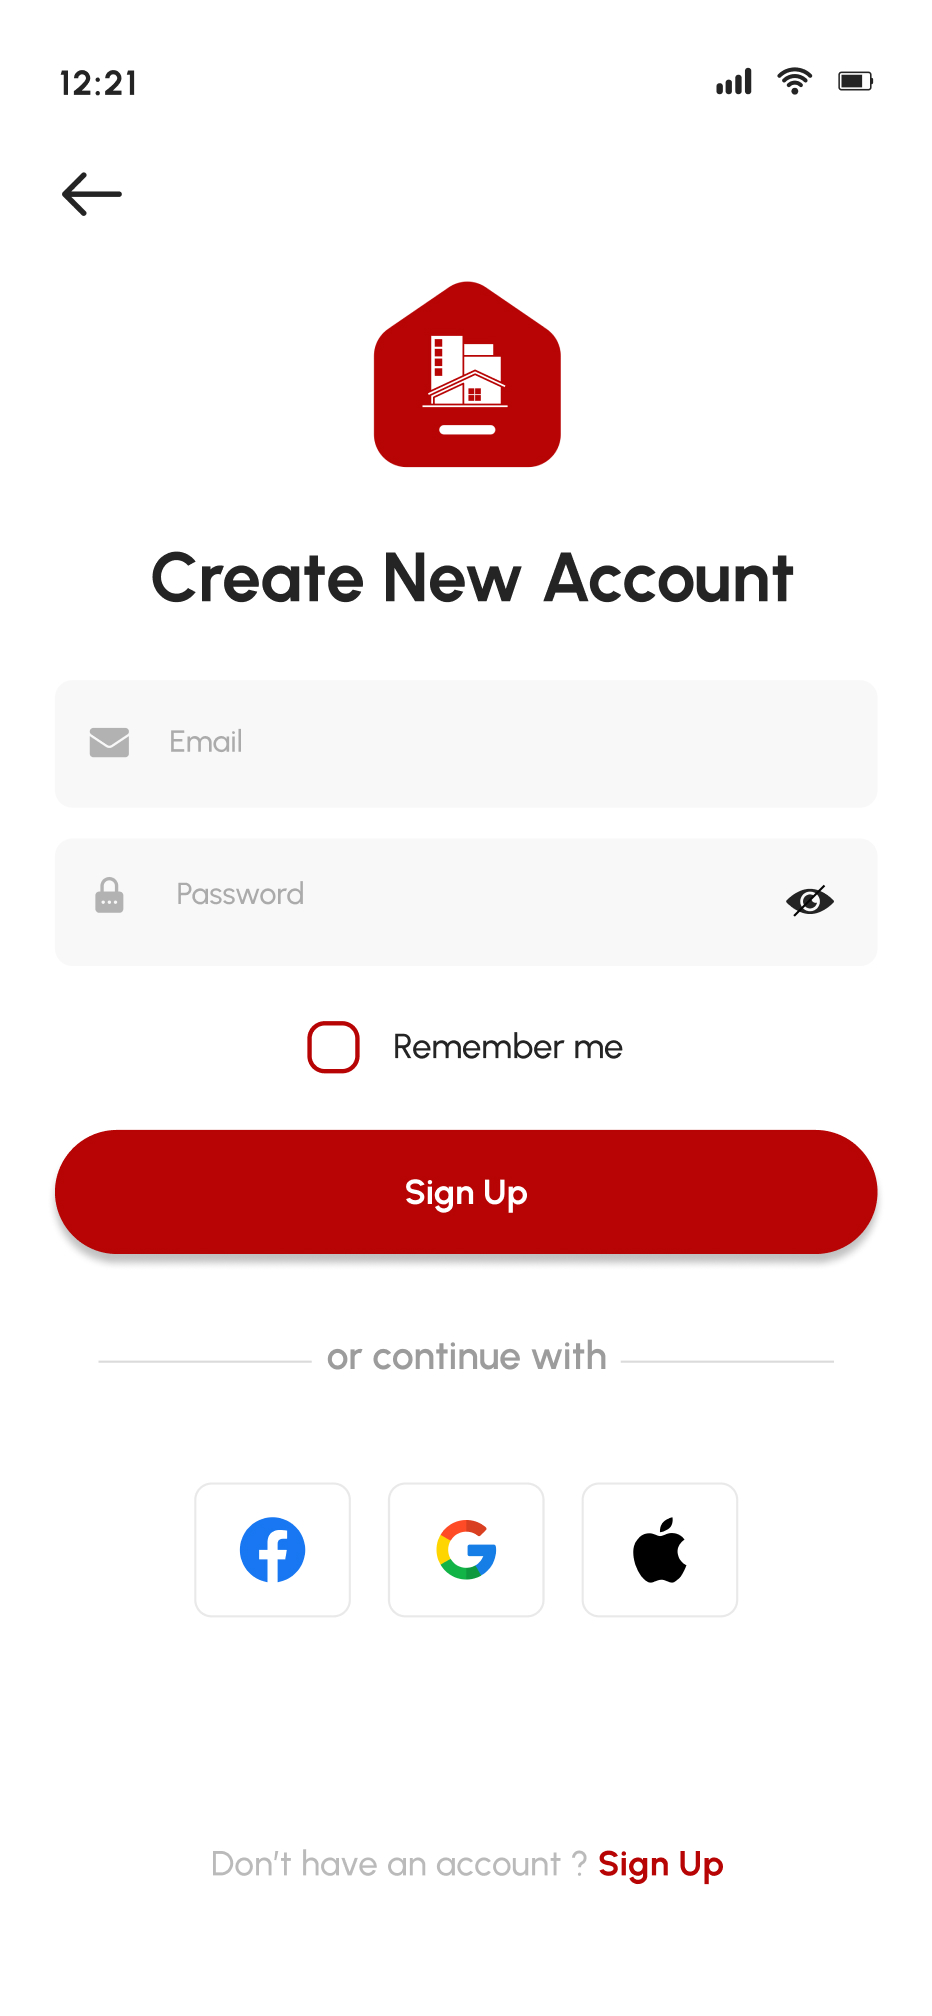 12:21
Create New Account
Email
Password
Remember me
Sign Up
or continue with
Don't have an account ? Sign Up